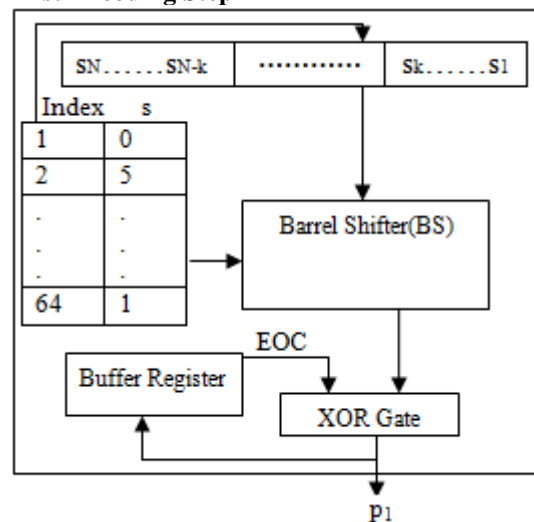 sN......sN-k ............ sk......s1
Index s
1 0
2 5
. .
. .
. .
64 1
Barrel Shifter(BS)
EOC
Buffer Register
XOR Gate
p1